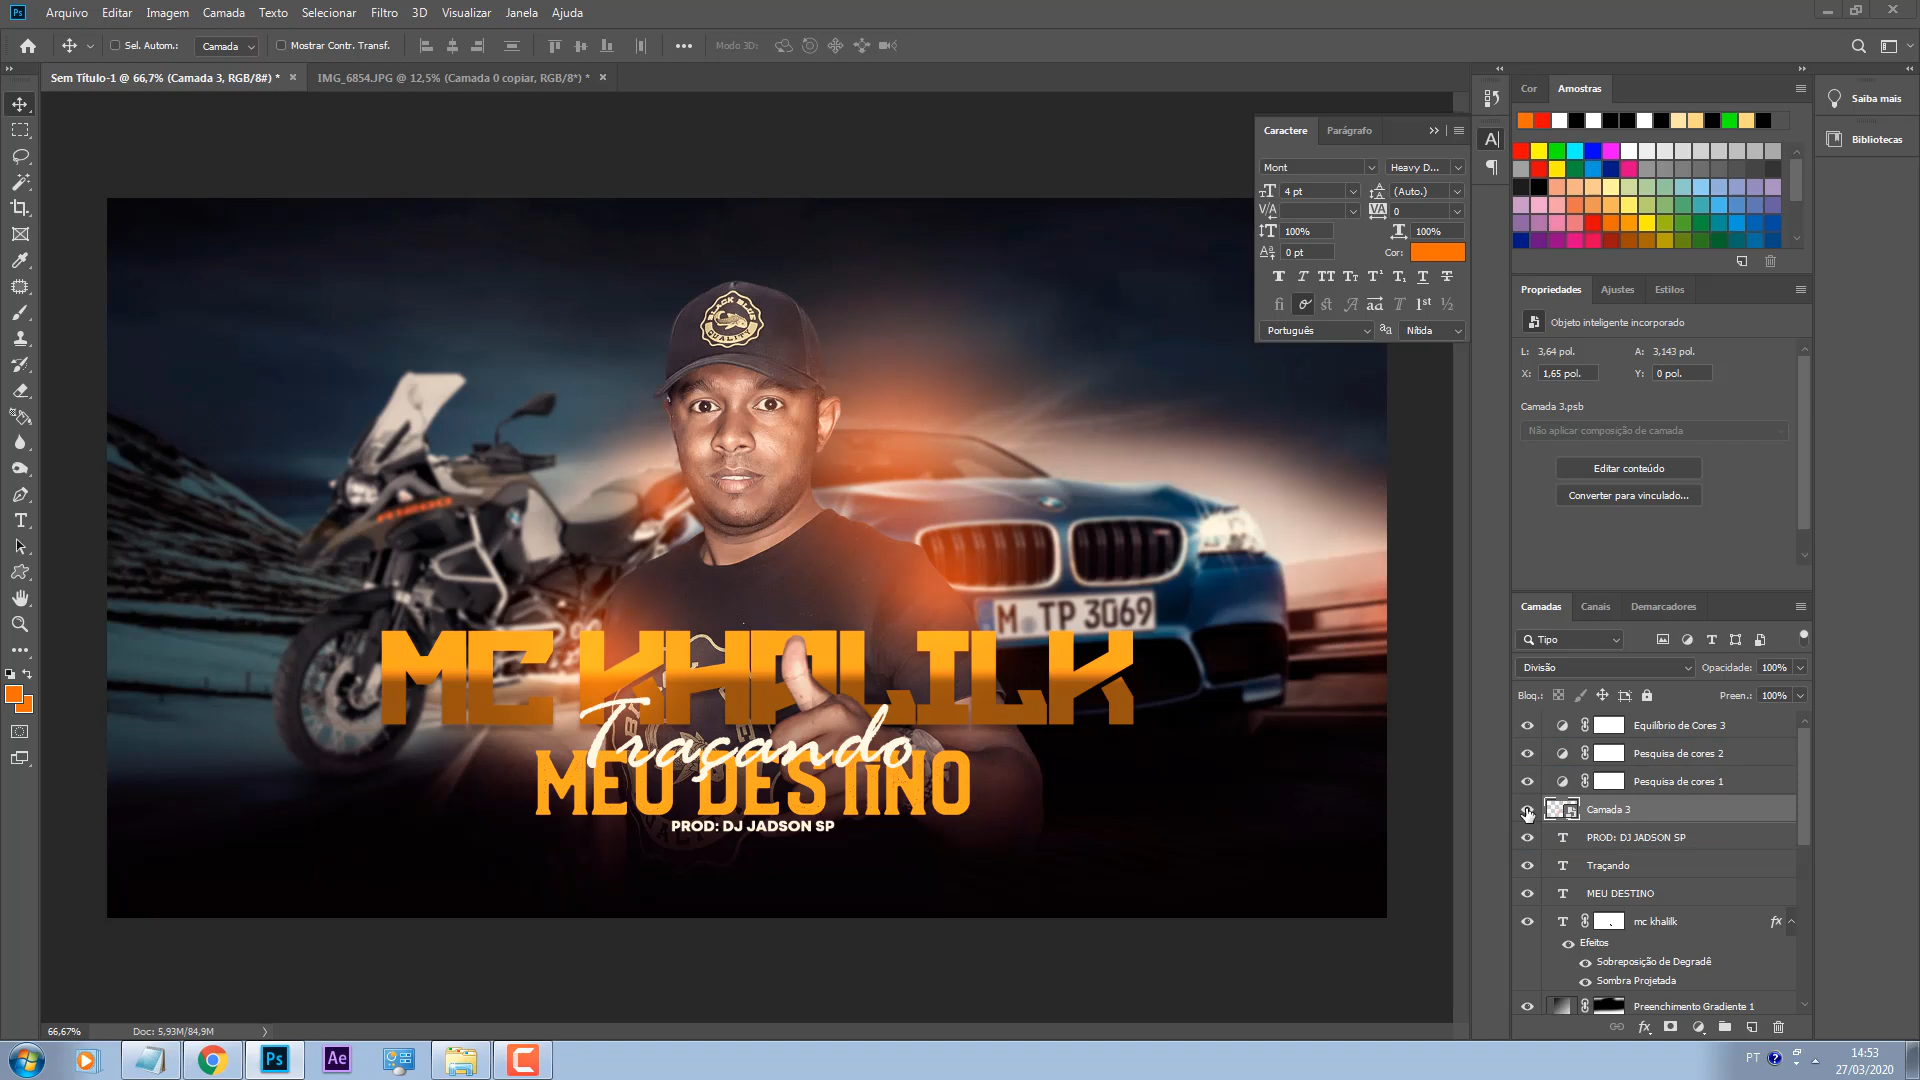 Ps Arquivo Editar Imagem Camada Texto Selecionar Filtro 3D Visualizar Janela Ajuda
Sel. Autom.: Camada Mostrar Contr. Transf. Modo 3D:
Sem Título-1 @ 66,7% (Camada 3, RGB/8#) * × IMG_6854.JPG @ 12,5% (Camada 0 copiar, RGB/8*) * ×
Cor Amostras
Saiba mais
Bibliotecas
Caractere Parágrafo
Mont Heavy D...
4 pt (Auto.)
0
100% 100%
0 pt Cor:
Português Nítida
Propriedades Ajustes Estilos
Objeto inteligente incorporado
L: 3,64 pol. A: 3,143 pol.
X: 1,65 pol. Y: 0 pol.
Camada 3.psb
Não aplicar composição de camada
Editar conteúdo
Converter para vinculado...
BLACK BLUE
QUALITY
R1200
M TP 3069
MC KHALILK
Traçando
MEU DESTINO
PROD: DJ JADSON SP
Camadas Canais Demarcadores
Tipo
Divisão Opacidade: 100%
Bloq.: Preen.: 100%
Equilíbrio de Cores 3
Pesquisa de cores 2
Pesquisa de cores 1
Camada 3
PROD: DJ JADSON SP
Traçando
MEU DESTINO
mc khalilk fx
Efeitos
Sobreposição de Degradê
Sombra Projetada
Preenchimento Gradiente 1
66,67% Doc: 5,93M/84,9M
Ps Ae PT 14:53
27/03/2020